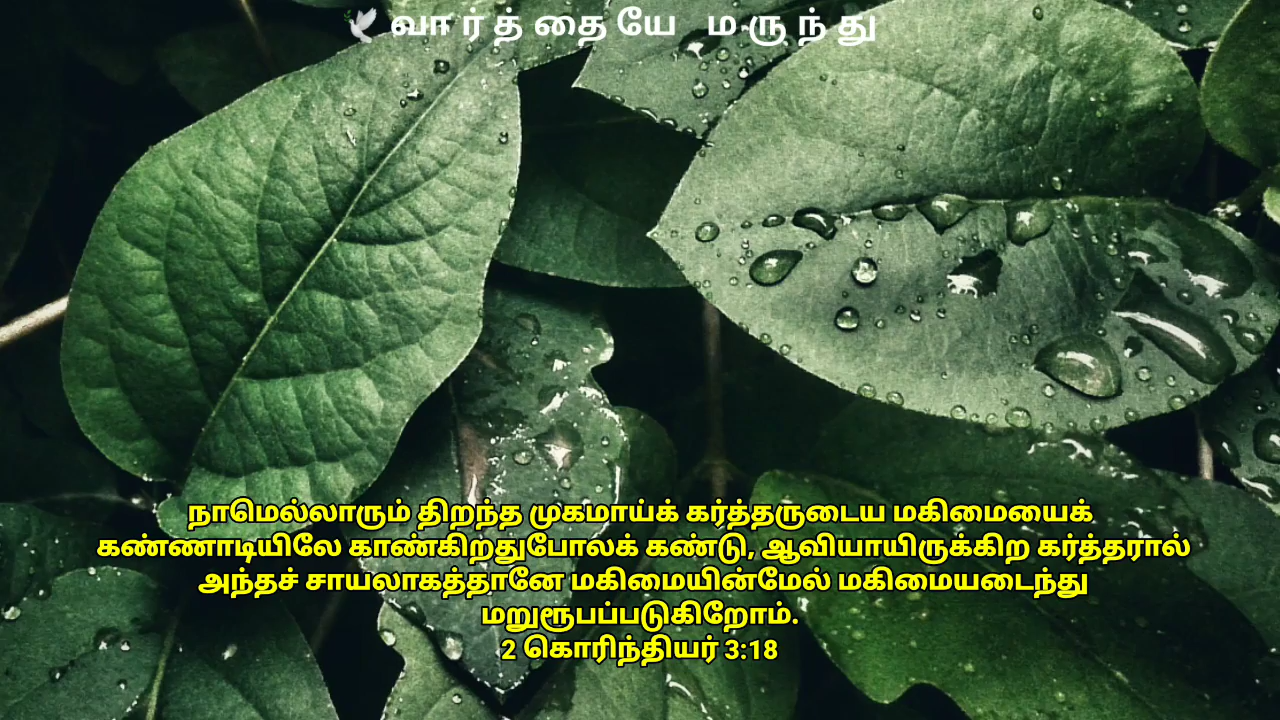 🕊️ வார்த்தையே மருந்து
நாமெல்லாரும் திறந்த முகமாய்க் கர்த்தருடைய மகிமையைக்
கண்ணாடியிலே காண்கிறதுபோலக் கண்டு, ஆவியாயிருக்கிற கர்த்தரால்
அந்தச் சாயலாகத்தானே மகிமையின்மேல் மகிமையடைந்து
மறுரூபப்படுகிறோம்.
2 கொரிந்தியர் 3:18